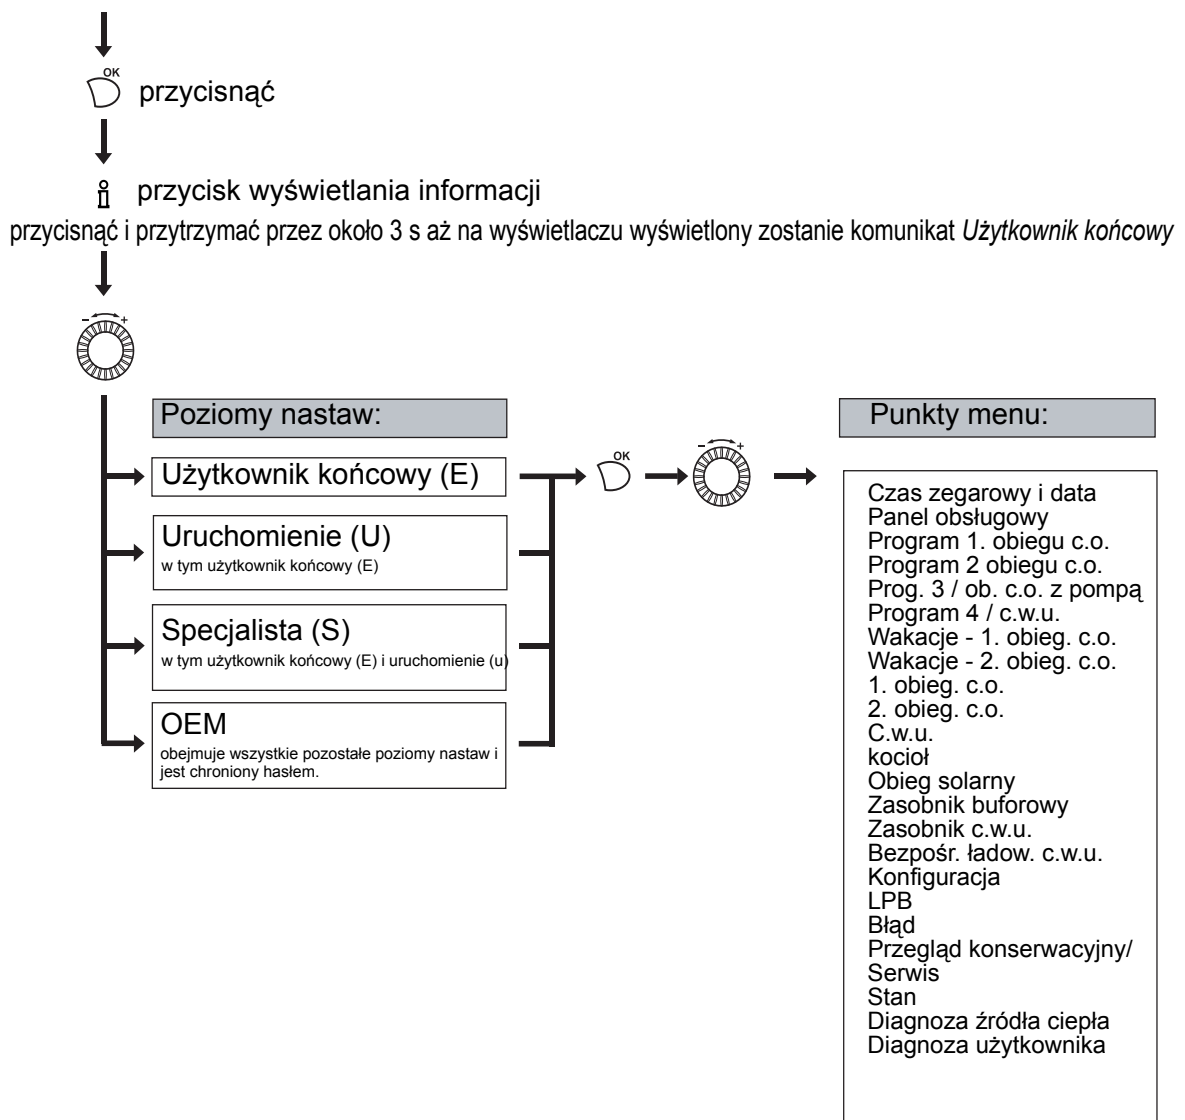 OK
przycisnąć
przycisk wyświetlania informacji
przycisnąć i przytrzymać przez około 3 s aż na wyświetlaczu wyświetlony zostanie komunikat Użytkownik końcowy
- +
Poziomy nastaw:
Użytkownik końcowy (E)
Uruchomienie (U)
w tym użytkownik końcowy (E)
Specjalista (S)
w tym użytkownik końcowy (E) i uruchomienie (u)
OEM
obejmuje wszystkie pozostałe poziomy nastaw i
jest chroniony hasłem.
OK
- +
Punkty menu:
Czas zegarowy i data
Panel obsługowy
Program 1. obiegu c.o.
Program 2 obiegu c.o.
Prog. 3 / ob. c.o. z pompą
Program 4 / c.w.u.
Wakacje - 1. obieg. c.o.
Wakacje - 2. obieg. c.o.
1. obieg. c.o.
2. obieg. c.o.
C.w.u.
kocioł
Obieg solarny
Zasobnik buforowy
Zasobnik c.w.u.
Bezpośr. ładow. c.w.u.
Konfiguracja
LPB
Błąd
Przegląd konserwacyjny/
Serwis
Stan
Diagnoza źródła ciepła
Diagnoza użytkownika